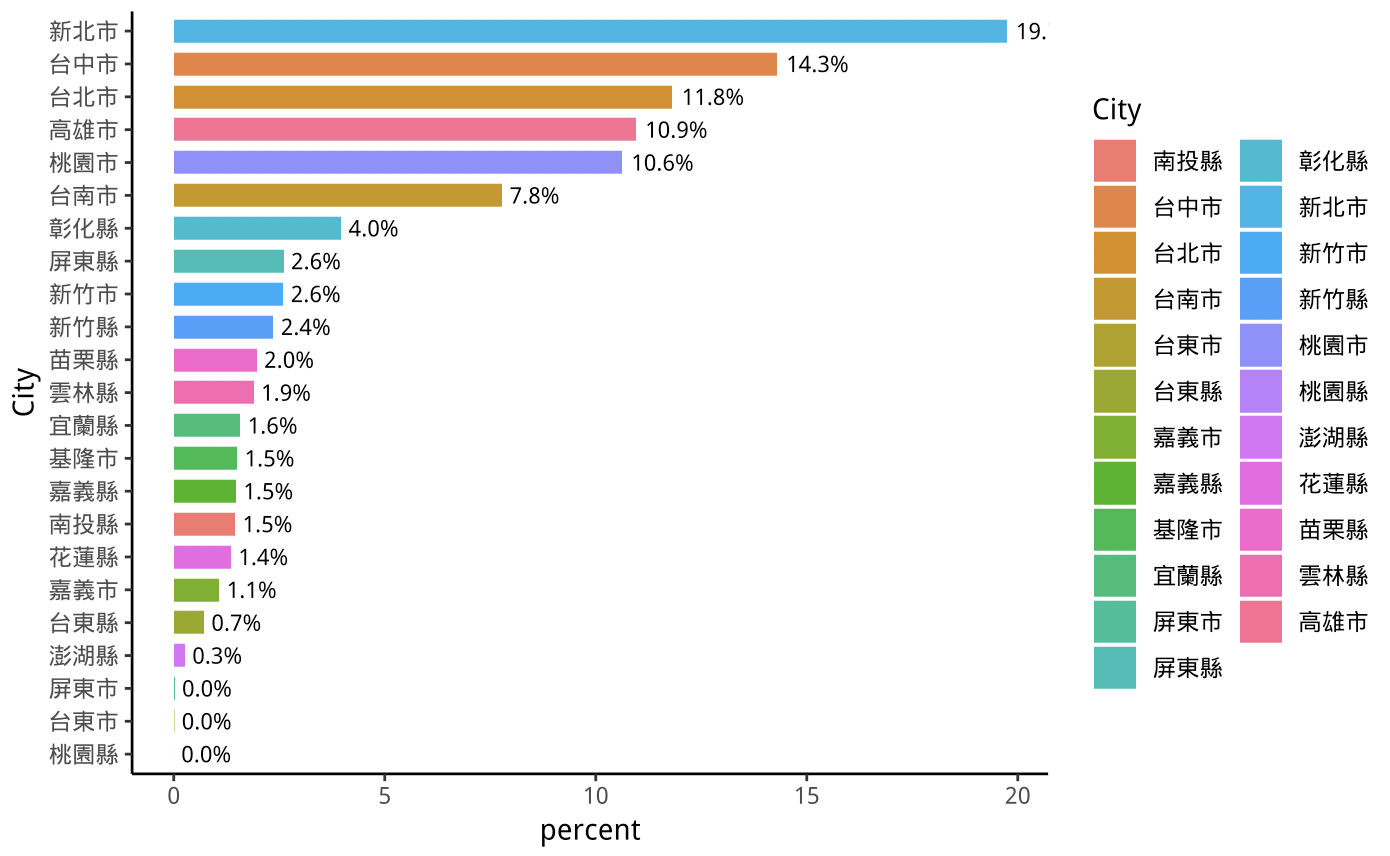 新北市 19.
台中市 14.3%
台北市 11.8%
高雄市 10.9%
桃園市 10.6%
台南市 7.8%
彰化縣 4.0%
屏東縣 2.6%
新竹市 2.6%
新竹縣 2.4%
苗栗縣 2.0%
雲林縣 1.9%
宜蘭縣 1.6%
基隆市 1.5%
嘉義縣 1.5%
南投縣 1.5%
花蓮縣 1.4%
嘉義市 1.1%
台東縣 0.7%
澎湖縣 0.3%
屏東市 0.0%
台東市 0.0%
桃園縣 0.0%
City
0 5 10 15 20
percent
City
南投縣 彰化縣
台中市 新北市
台北市 新竹市
台南市 新竹縣
台東市 桃園市
台東縣 桃園縣
嘉義市 澎湖縣
嘉義縣 花蓮縣
基隆市 苗栗縣
宜蘭縣 雲林縣
屏東市 高雄市
屏東縣